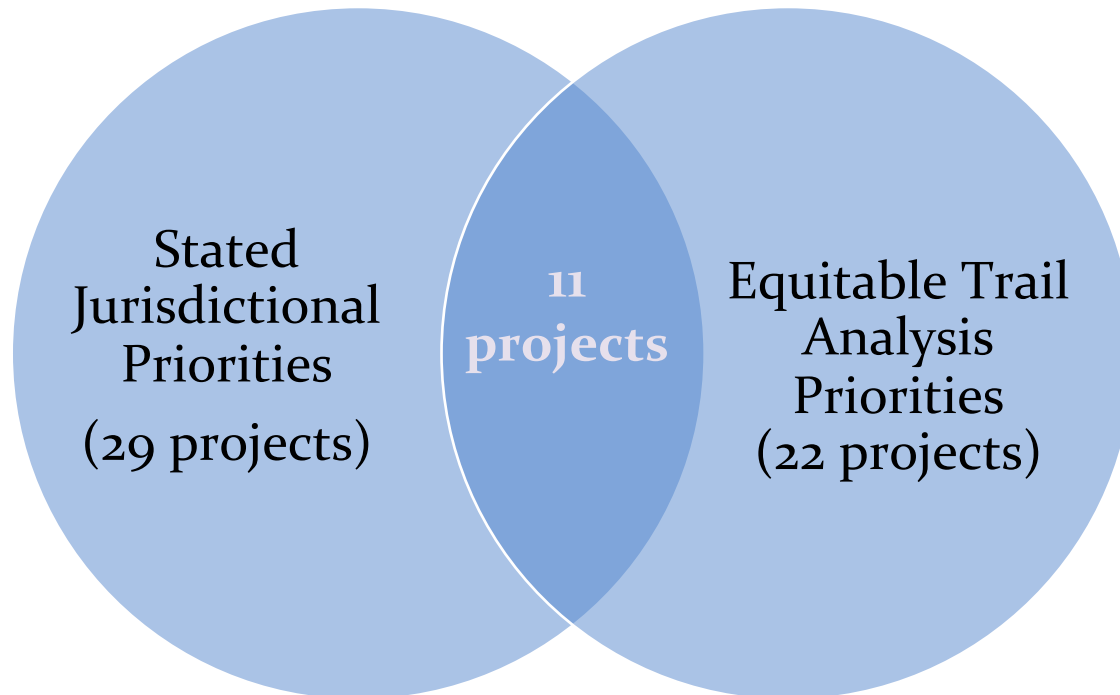 Stated
Jurisdictional
Priorities
(29 projects)
11
projects
Equitable Trail
Analysis
Priorities
(22 projects)